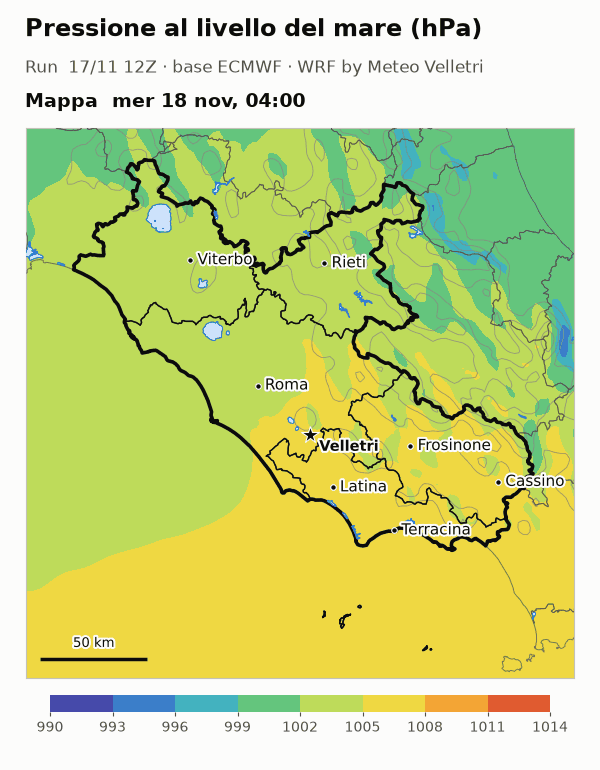 Pressione al livello del mare (hPa)
Run  17/11 12Z · base ECMWF · WRF by Meteo Velletri
Mappa  mer 18 nov, 04:00
Viterbo
Rieti
Roma
Velletri
Frosinone
Latina
Cassino
Terracina
50 km
990 993 996 999 1002 1005 1008 1011 1014